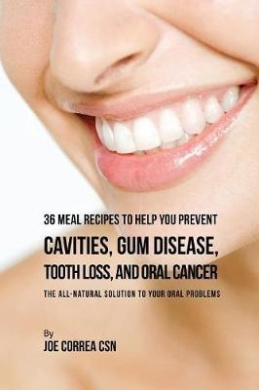 36 MEAL RECIPES TO HELP YOU PREVENT
CAVITIES, GUM DISEASE,
TOOTH LOSS, AND ORAL CANCER
THE ALL-NATURAL SOLUTION TO YOUR ORAL PROBLEMS
By
JOE CORREA CSN